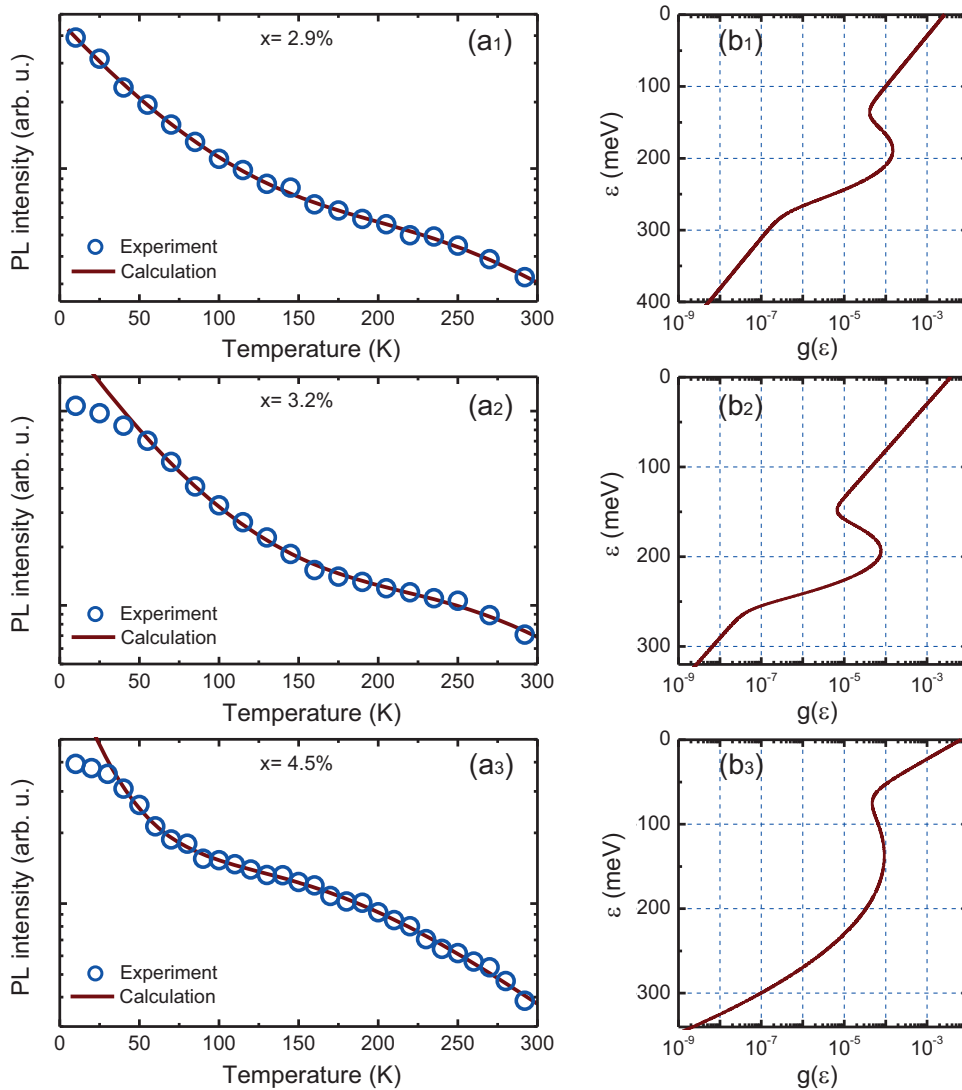 x= 2.9%
(a1)
PL intensity (arb. u.)
Experiment
Calculation
0 50 100 150 200 250 300
Temperature (K)
(b1)
0
100
200
300
400
ε (meV)
10-9 10-7 10-5 10-3
g(ε)
x= 3.2%
(a2)
PL intensity (arb. u.)
Experiment
Calculation
0 50 100 150 200 250 300
Temperature (K)
(b2)
0
100
200
300
ε (meV)
10-9 10-7 10-5 10-3
g(ε)
x= 4.5%
(a3)
PL intensity (arb. u.)
Experiment
Calculation
0 50 100 150 200 250 300
Temperature (K)
(b3)
0
100
200
300
ε (meV)
10-9 10-7 10-5 10-3
g(ε)